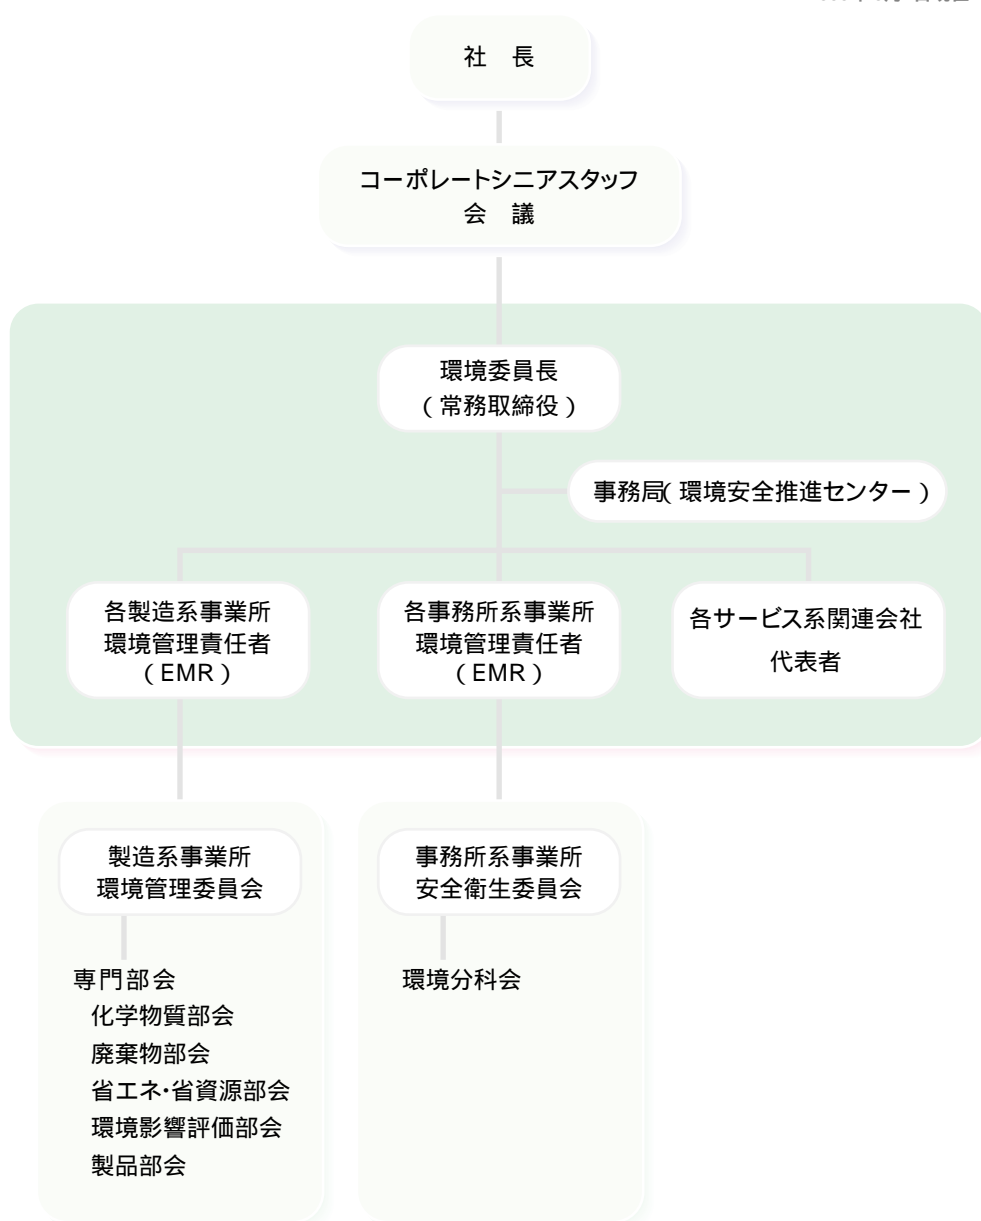 社 長
コーポレートシニアスタッフ
会 議
環境委員長
(常務取締役)
事務局(環境安全推進センター)
各製造系事業所
環境管理責任者
(EMR)
各事務所系事業所
環境管理責任者
(EMR)
各サービス系関連会社
代表者
製造系事業所
環境管理委員会
専門部会
化学物質部会
廃棄物部会
省エネ・省資源部会
環境影響評価部会
製品部会
事務所系事業所
安全衛生委員会
環境分科会